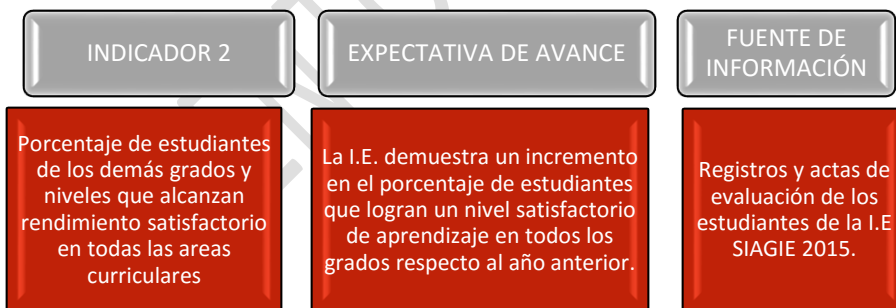 INDICADOR 2
EXPECTATIVA DE AVANCE
FUENTE DE
INFORMACIÓN
Porcentaje de estudiantes
de los demás grados y
niveles que alcanzan
rendimiento satisfactorio
en todas la areas
curriculares
La I.E. demuestra un incremento
en el porcentaje de estudiantes
que logran un nivel satisfactorio
de aprendizaje en todos los
grados respecto al año anterior.
Registros y actas de
evaluación de los
estudiantes de la I.E
SIAGIE 2015.